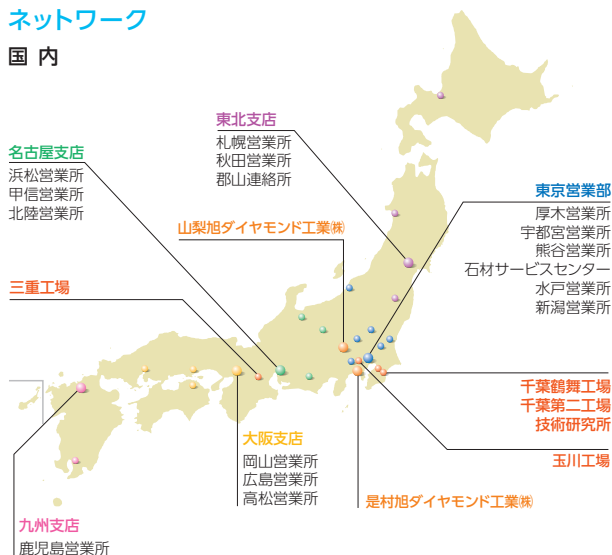 ネットワーク
国内
東北支店
札幌営業所
秋田営業所
郡山連絡所
名古屋支店
浜松営業所
甲信営業所
北陸営業所
東京営業部
厚木営業所
宇都宮営業所
熊谷営業所
石材サービスセンター
水戸営業所
新潟営業所
山梨旭ダイヤモンド工業㈱
三重工場
千葉鶴舞工場
千葉第二工場
技術研究所
玉川工場
大阪支店
岡山営業所
広島営業所
高松営業所
是村旭ダイヤモンド工業㈱
九州支店
鹿児島営業所